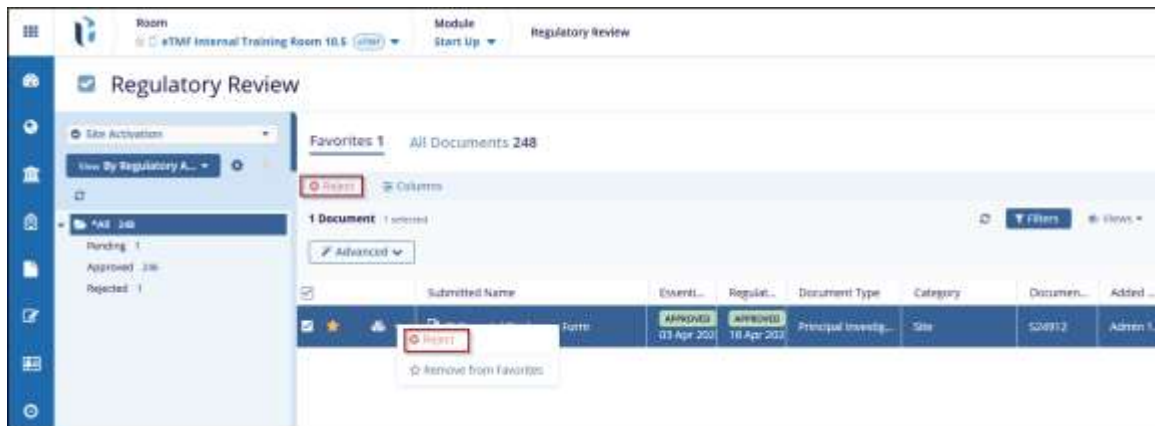 Room
eTMF Internal Training Room 10.5 eTMF
Module
Start Up
Regulatory Review
Regulatory Review
Site Activation
View By Regulatory A...
*All 248
Pending 1
Approved
Rejected 1
Favorites 1
All Documents 248
Reject
Columns
1 Document 1 selected
Filters
Views
Advanced
Submitted Name
Essenti...
Regulat...
Document Type
Category
Documen...
Added ...
Form
APPROVED
03 Apr 202
APPROVED
Apr 202
Principal Investig...
Site
524912
Admin 1.
Reject
Remove from Favorites